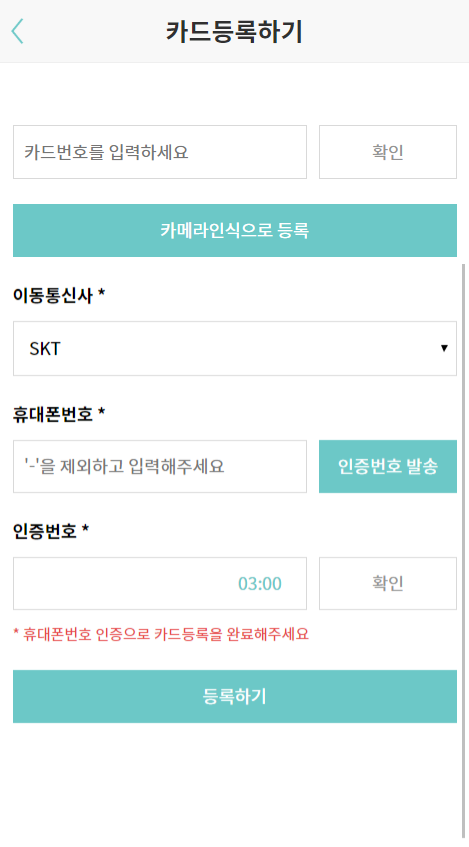 카드등록하기
카드번호를 입력하세요 확인
카메라인식으로 등록
이동통신사 *
SKT
휴대폰번호 *
'-'을 제외하고 입력해주세요 인증번호 발송
인증번호 *
03:00 확인
* 휴대폰번호 인증으로 카드등록을 완료해주세요
등록하기